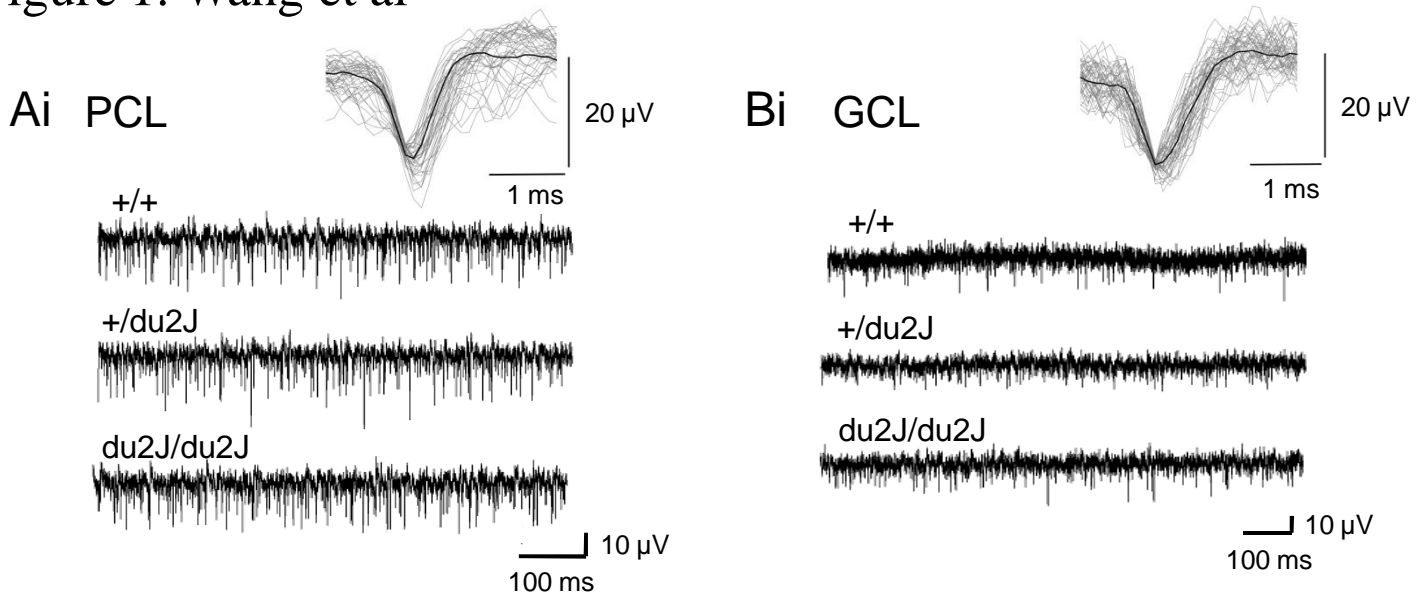 igure 1. Wang et al
Ai PCL
20 µV
1 ms
+/+
+/du2J
du2J/du2J
10 µV
100 ms
Bi GCL
20 µV
1 ms
+/+
+/du2J
du2J/du2J
10 µV
100 ms